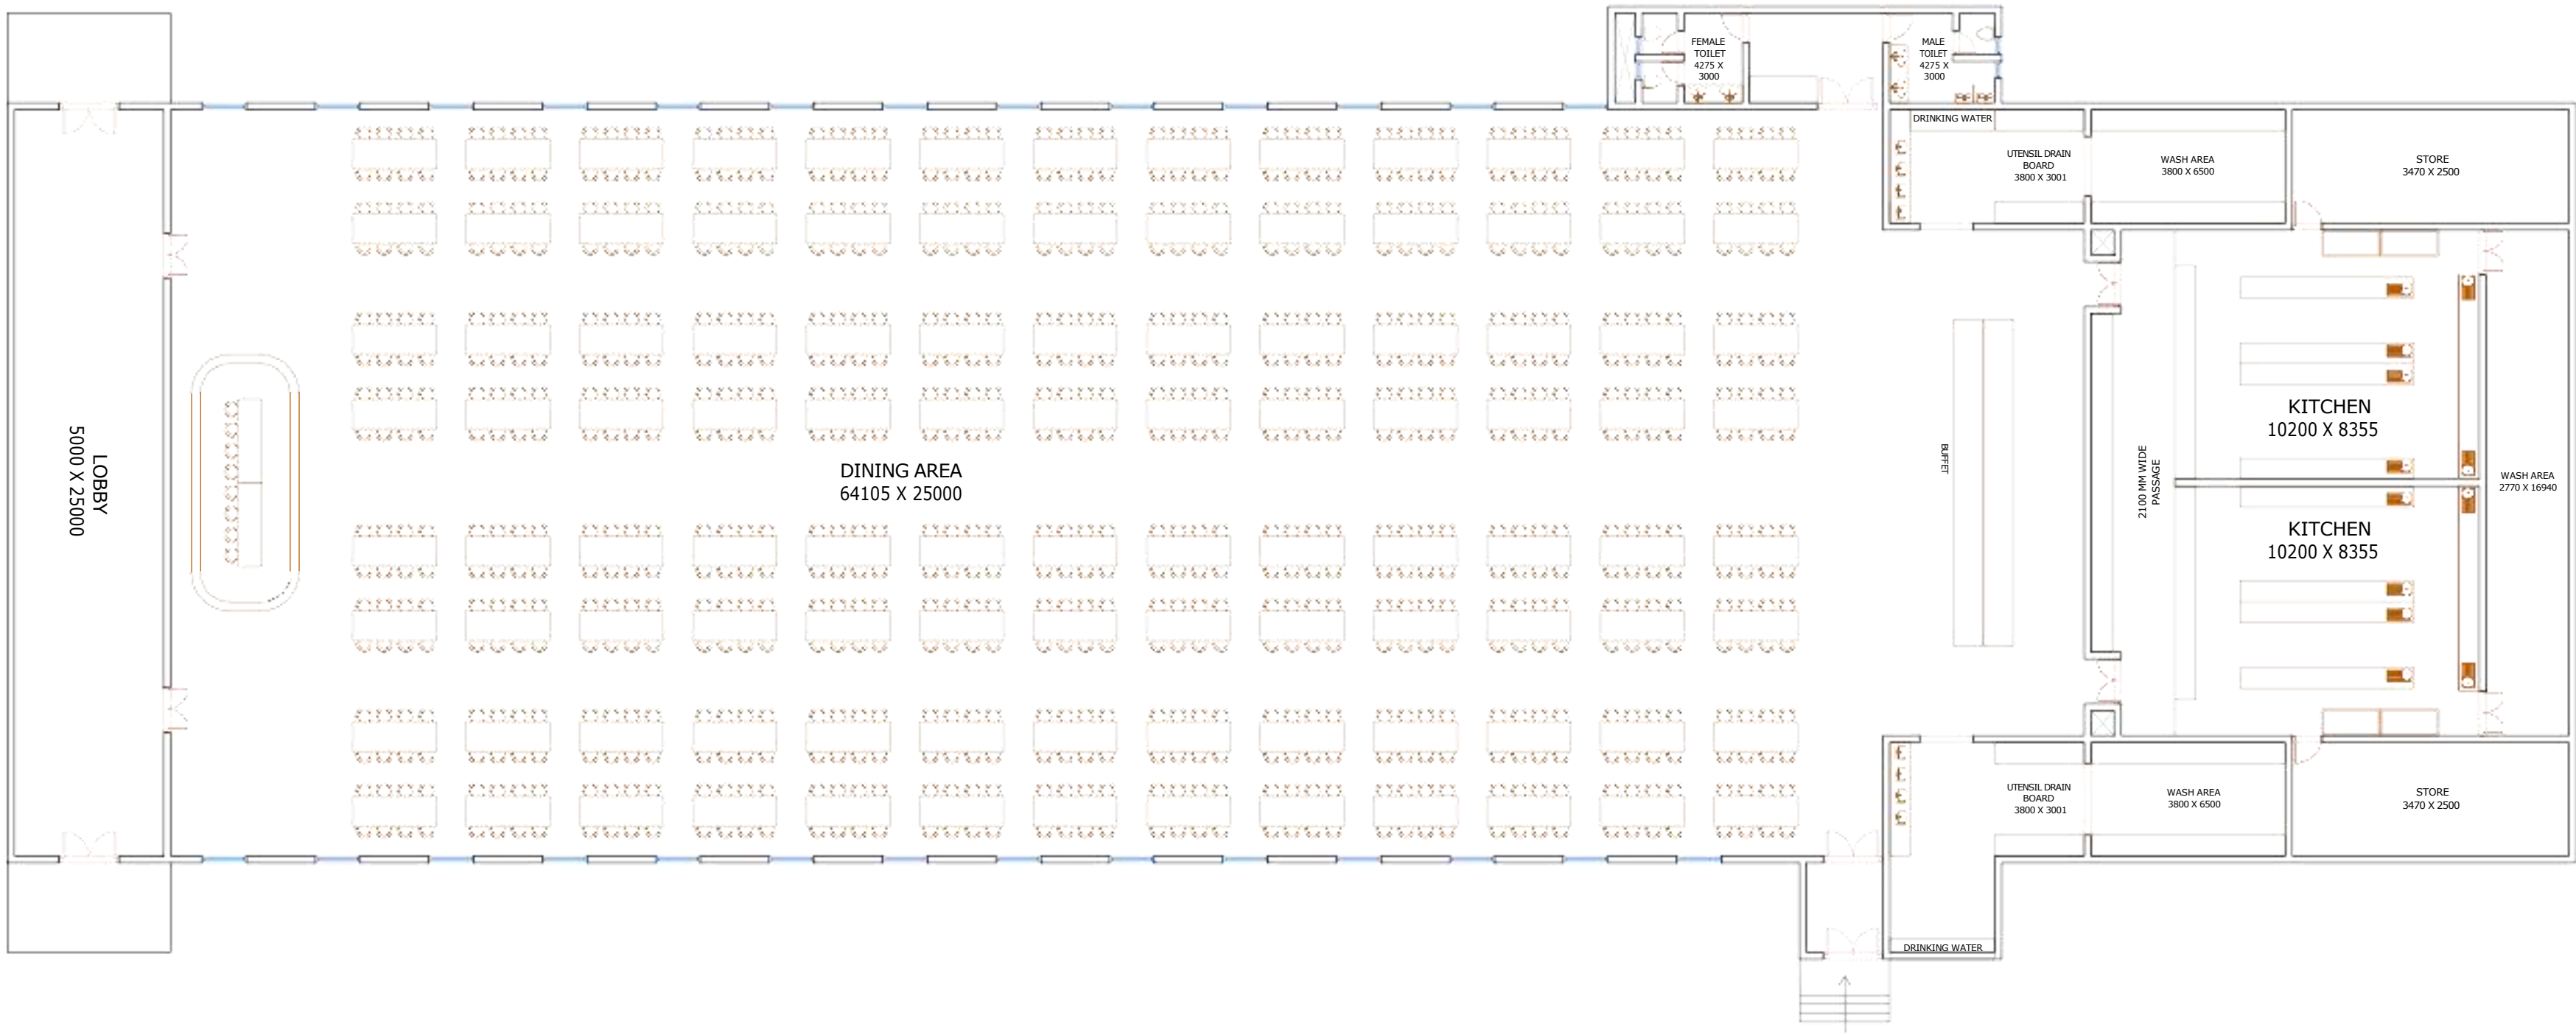 FEMALE
TOILET
4275 X
3000
MALE
TOILET
4275 X
3000
DRINKING WATER
UTENSIL DRAIN
BOARD
3800 X 3001
WASH AREA
3800 X 6500
STORE
3470 X 2500
LOBBY
5000 X 25000
DINING AREA
64105 X 25000
BUFFET
2100 MM WIDE
PASSAGE
KITCHEN
10200 X 8355
WASH AREA
2770 X 16940
KITCHEN
10200 X 8355
UTENSIL DRAIN
BOARD
3800 X 3001
WASH AREA
3800 X 6500
STORE
3470 X 2500
DRINKING WATER